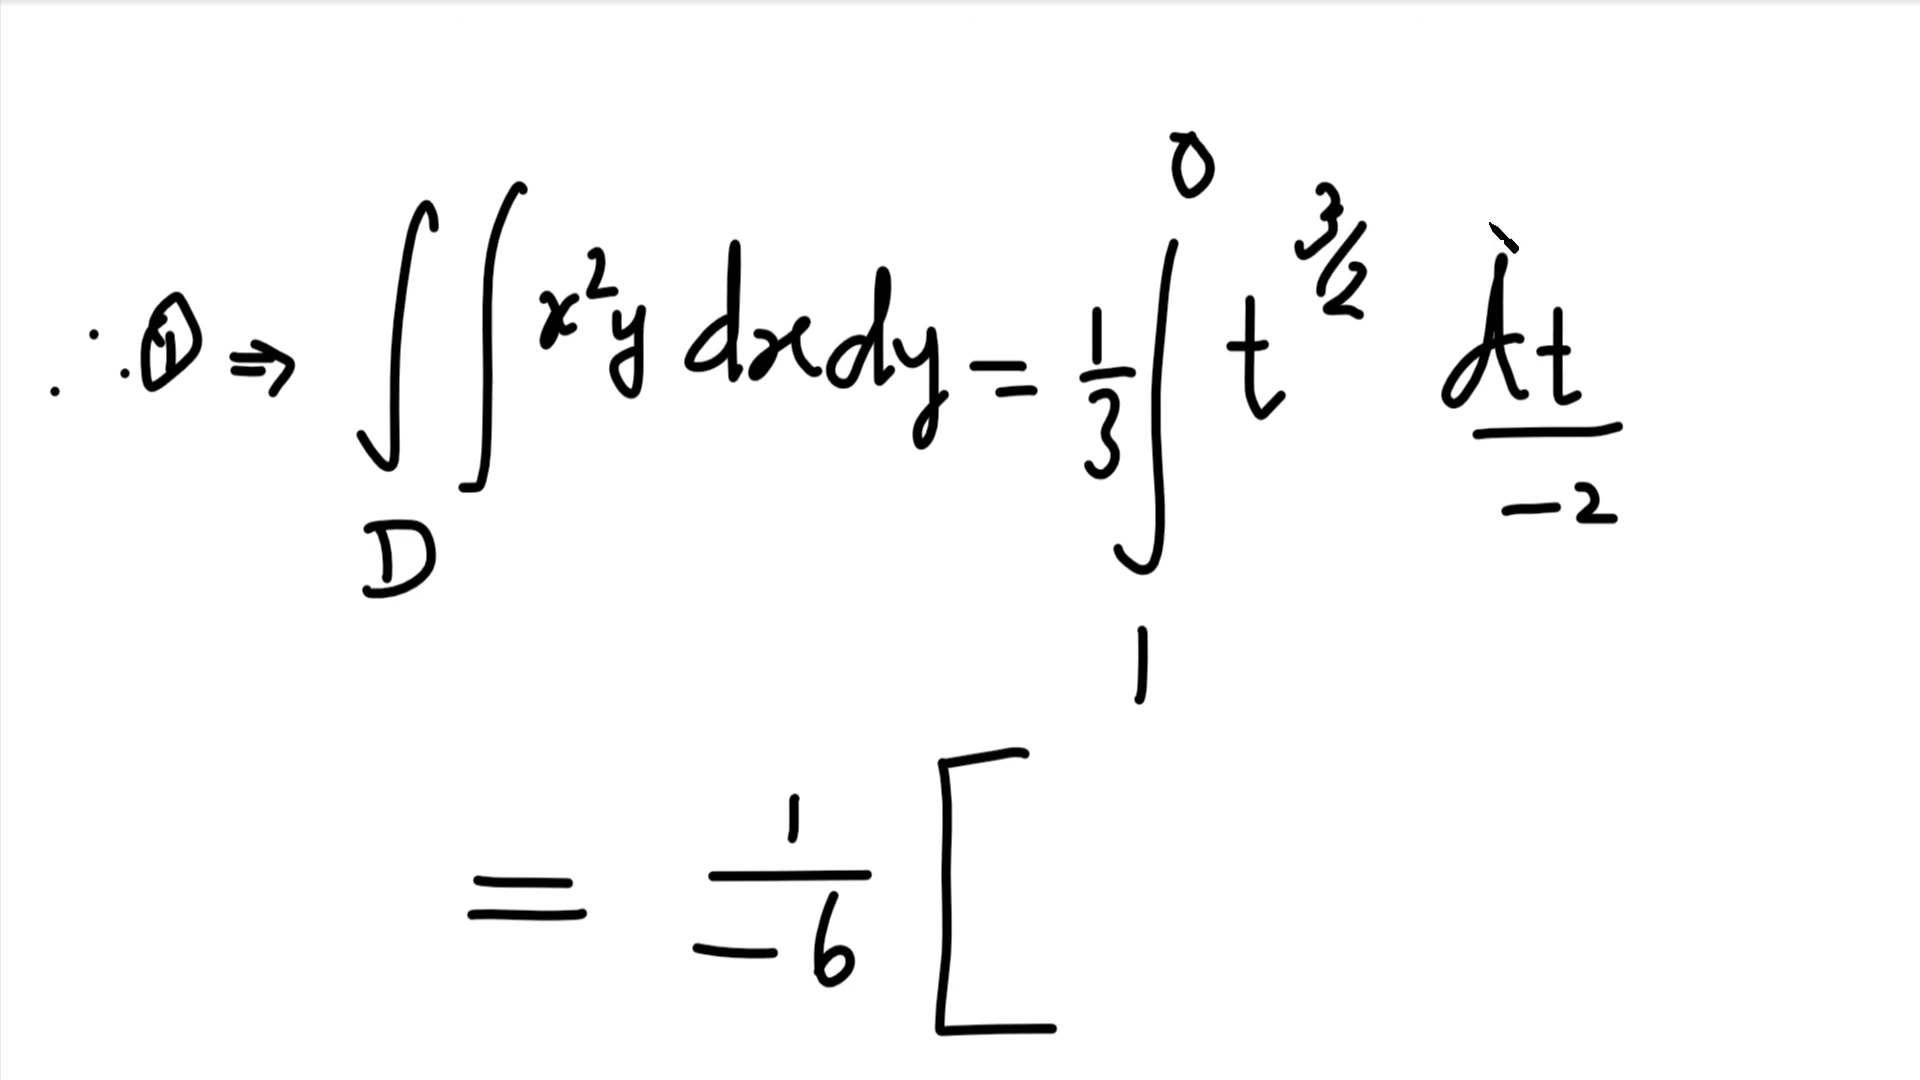 ∴ ① ⇒ ∫∫_D x²y dxdy = 1/3 ∫_1^0 t^{3/2} dt/-2
= 1/-6 [